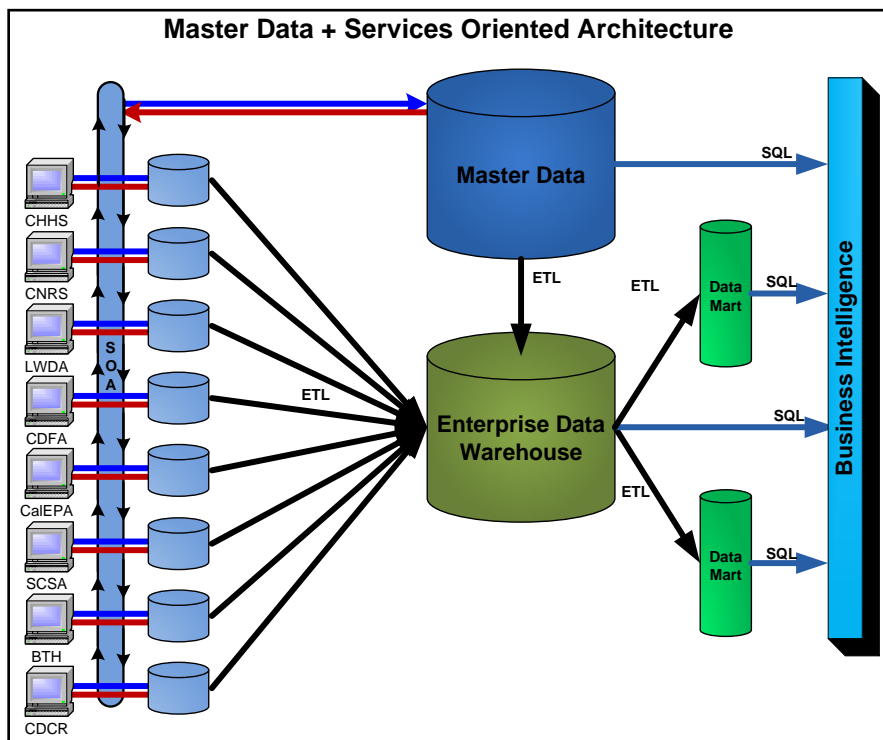 Master Data + Services Oriented Architecture
CHHS
CNRS
LWDA
CDFA
CalEPA
SCSA
BTH
CDCR
SOA
ETL
Master Data
ETL
Enterprise Data
Warehouse
ETL
ETL
Data
Mart
Data
Mart
SQL
SQL
SQL
SQL
Business Intelligence